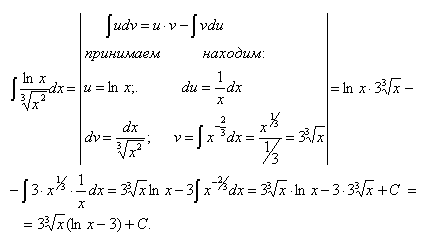 ∫udv = u · v − ∫vdu
принимаем находим:
∫ ln x / ∛x² dx = | u = ln x;. du = 1/x dx | = ln x · 3∛x −
dv = dx / ∛x² ; v = ∫ x^(−2/3) dx = x^(1/3) / (1/3) = 3∛x
− ∫ 3 · x^(1/3) · 1/x dx = 3∛x ln x − 3∫ x^(−2/3) dx = 3∛x · ln x − 3 · 3∛x + C =
= 3∛x (ln x − 3) + C.